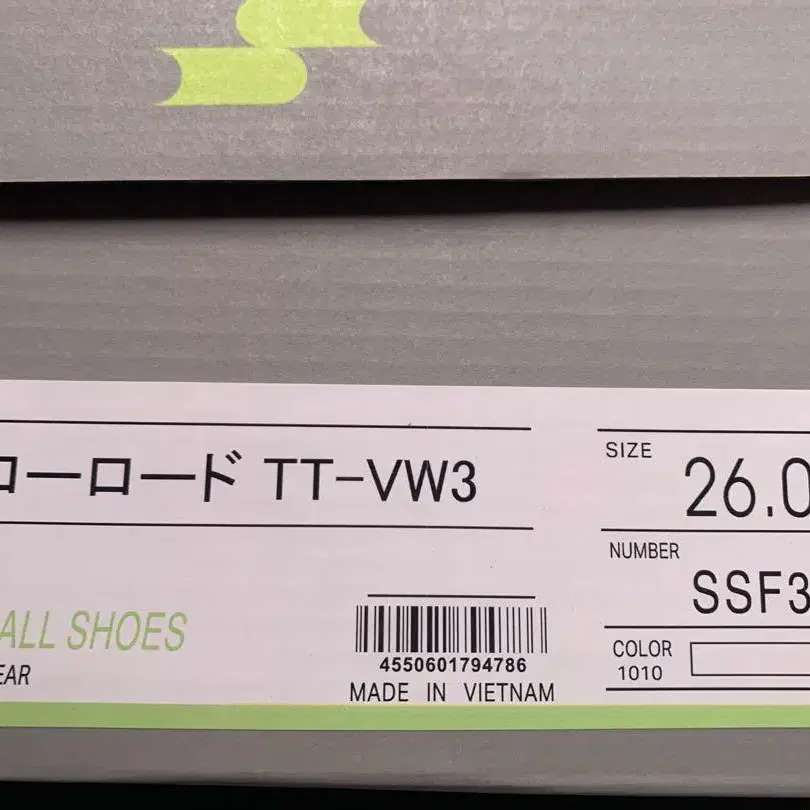 ローロード TT-VW3
SIZE
26.0
NUMBER
SSF3
ALL SHOES
EAR
4550601794786
MADE IN VIETNAM
COLOR
1010